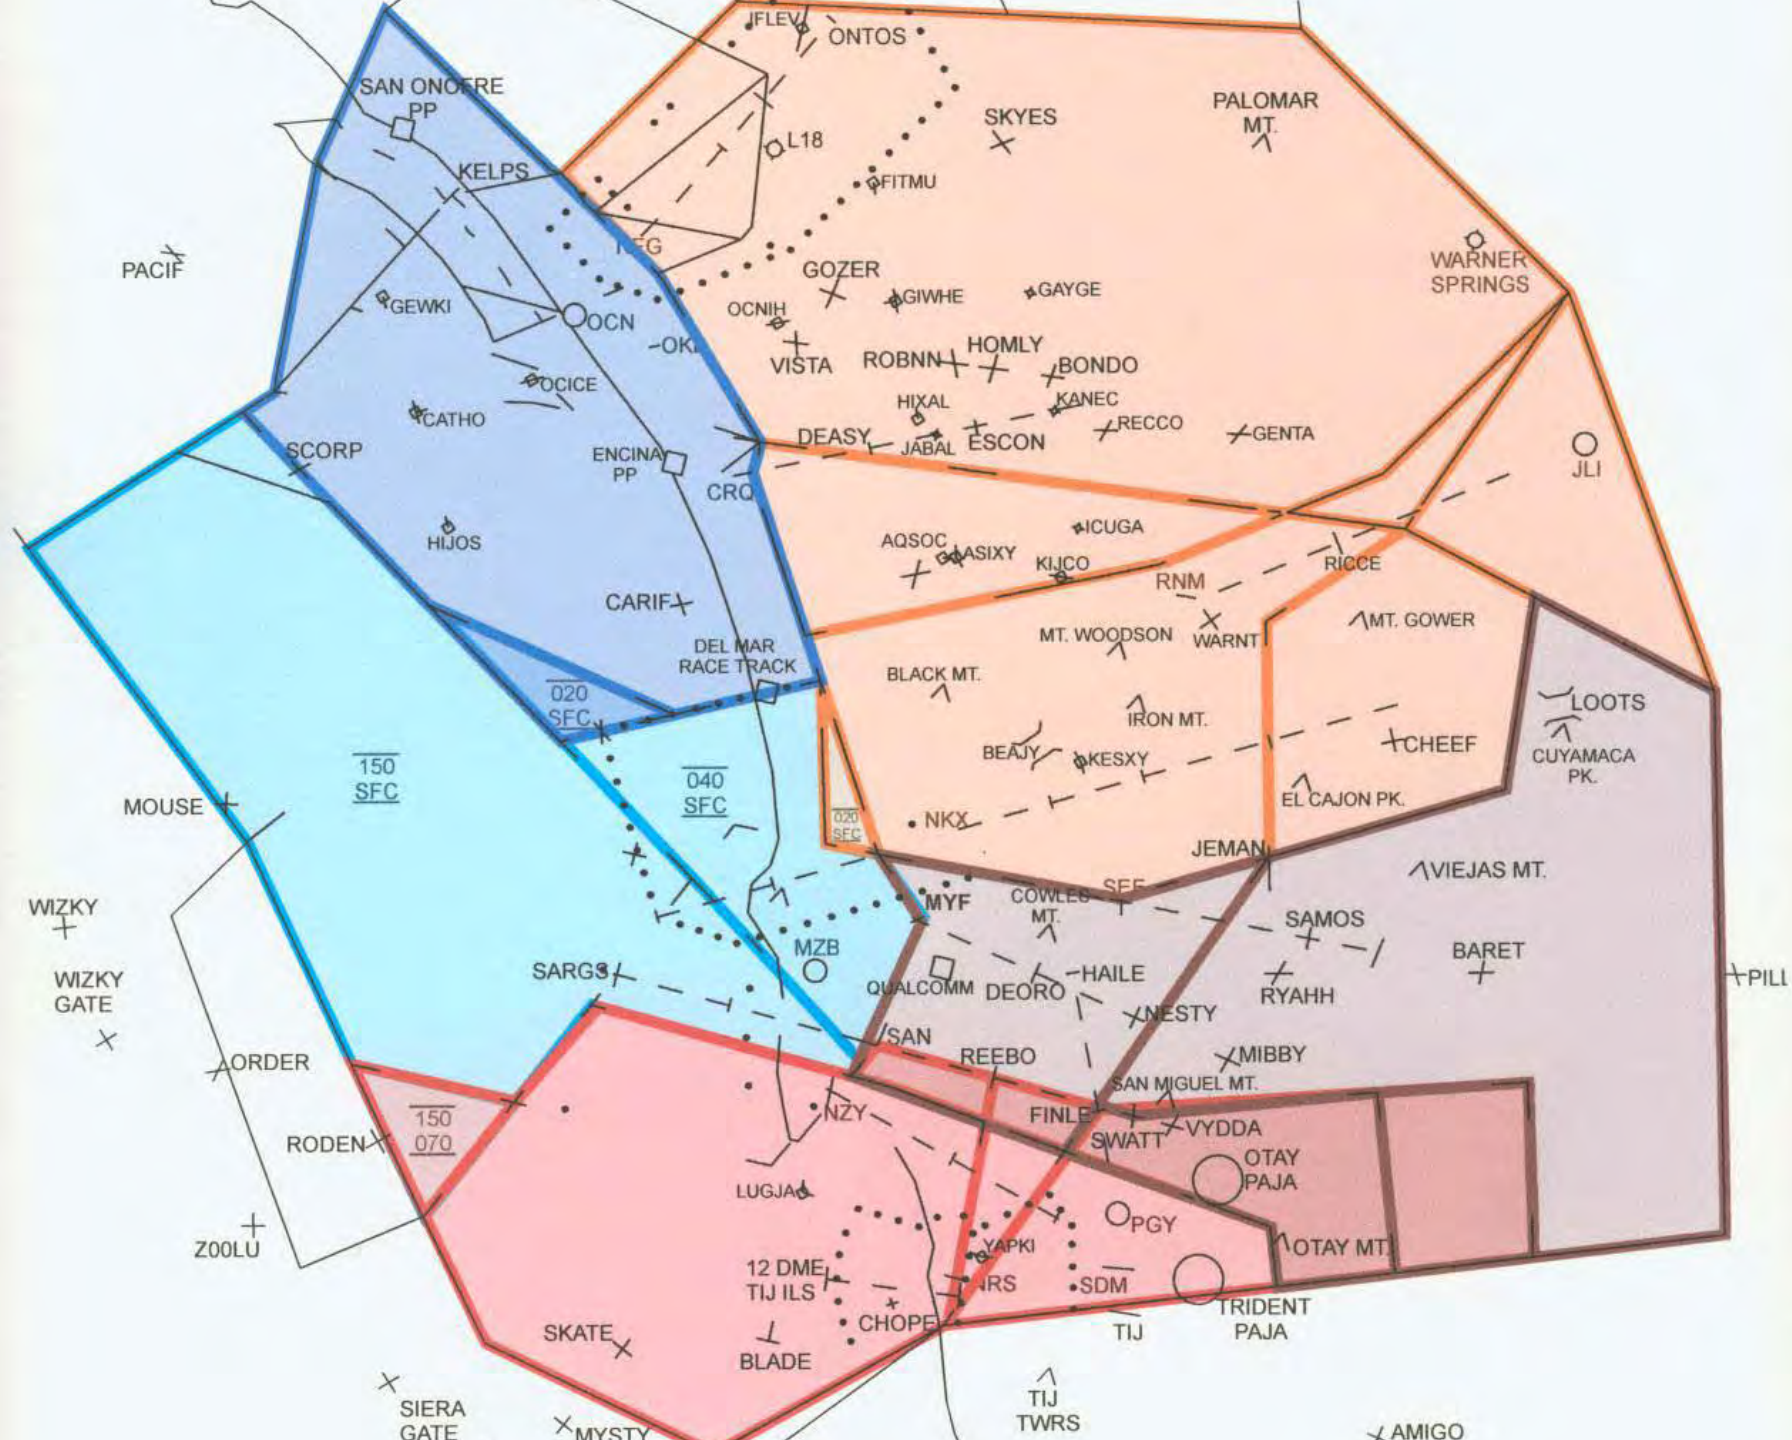 IFLEV
ONTOS
SAN ONOFRE
PP
SKYES
PALOMAR
MT.
L18
KELPS
FITMU
PACIF
WARNER
SPRINGS
GOZER
GEWKI
GIWHE
GAYGE
OCNIH
OCN
VISTA
ROBNN
HOMLY
BONDO
OCICE
CATHO
HIXAL
KANEC
SCORP
DEASY
JABAL
ESCON
RECCO
GENTA
ENCINA
PP
CRQ
JLI
HIJOS
AQSOC
ASIXY
ICUGA
KIJCO
RNM
RICCE
CARIF
MT. WOODSON
WARNT
MT. GOWER
DEL MAR
RACE TRACK
BLACK MT.
020
SFC
IRON MT.
LOOTS
BEAJY
KESXY
CHEEF
CUYAMACA
PK.
150
SFC
040
SFC
MOUSE
020
SFC
NKX
EL CAJON PK.
JEMAN
VIEJAS MT.
WIZKY
MYF
COWLES
MT.
SAMOS
MZB
BARET
WIZKY
GATE
SARGS
QUALCOMM
DEORO
HAILE
RYAHH
NESTY
SAN
REEBO
MIBBY
ORDER
SAN MIGUEL MT.
150
070
NZY
FINLE
RODEN
SWATT
VYDDA
OTAY
PAJA
LUGJA
PGY
Z00LU
YAPKI
OTAY MT.
12 DME
TIJ ILS
NRS
SDM
CHOPE
TRIDENT
PAJA
SKATE
TIJ
BLADE
TIJ
TWRS
SIERA
GATE
MYSTY
AMIGO